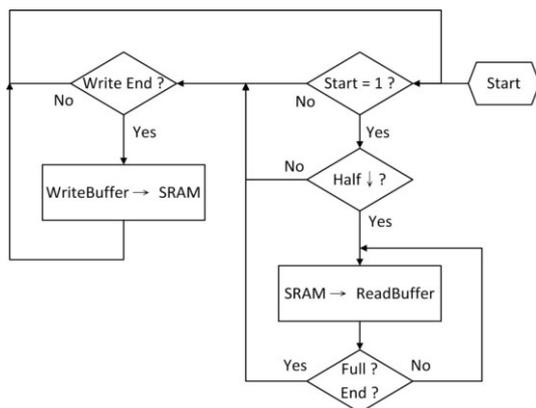 Write End ?
Start = 1 ?
Start
No
No
Yes
Yes
No
Half ↓ ?
WriteBuffer → SRAM
Yes
SRAM → ReadBuffer
Yes
Full ?
End ?
No